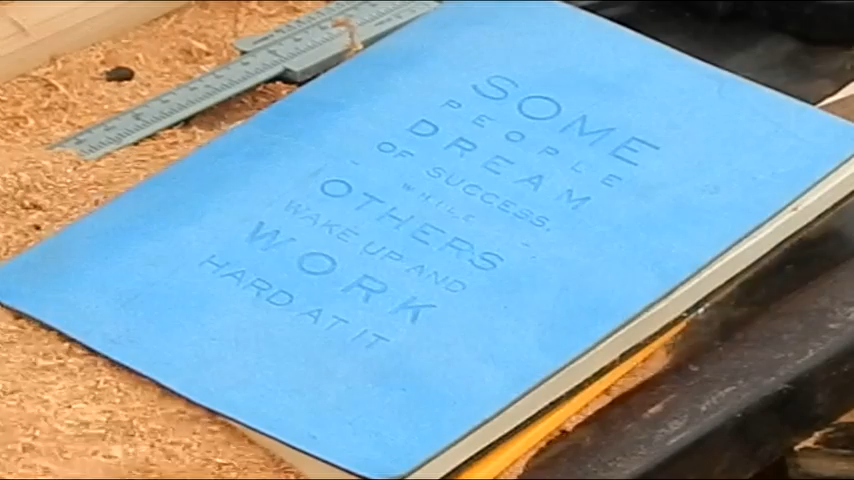 SOME
PEOPLE
DREAM
OF SUCCESS,
WHILE
OTHERS
WAKE UP AND
WORK
HARD AT IT